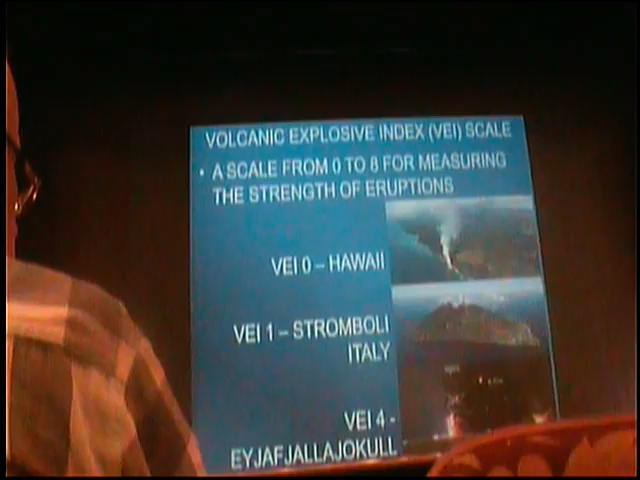 VOLCANIC EXPLOSIVE INDEX (VEI) SCALE
• A SCALE FROM 0 TO 8 FOR MEASURING
THE STRENGTH OF ERUPTIONS
VEI 0 – HAWAII
VEI 1 – STROMBOLI
ITALY
VEI 4 -
EYJAFJALLAJOKULL